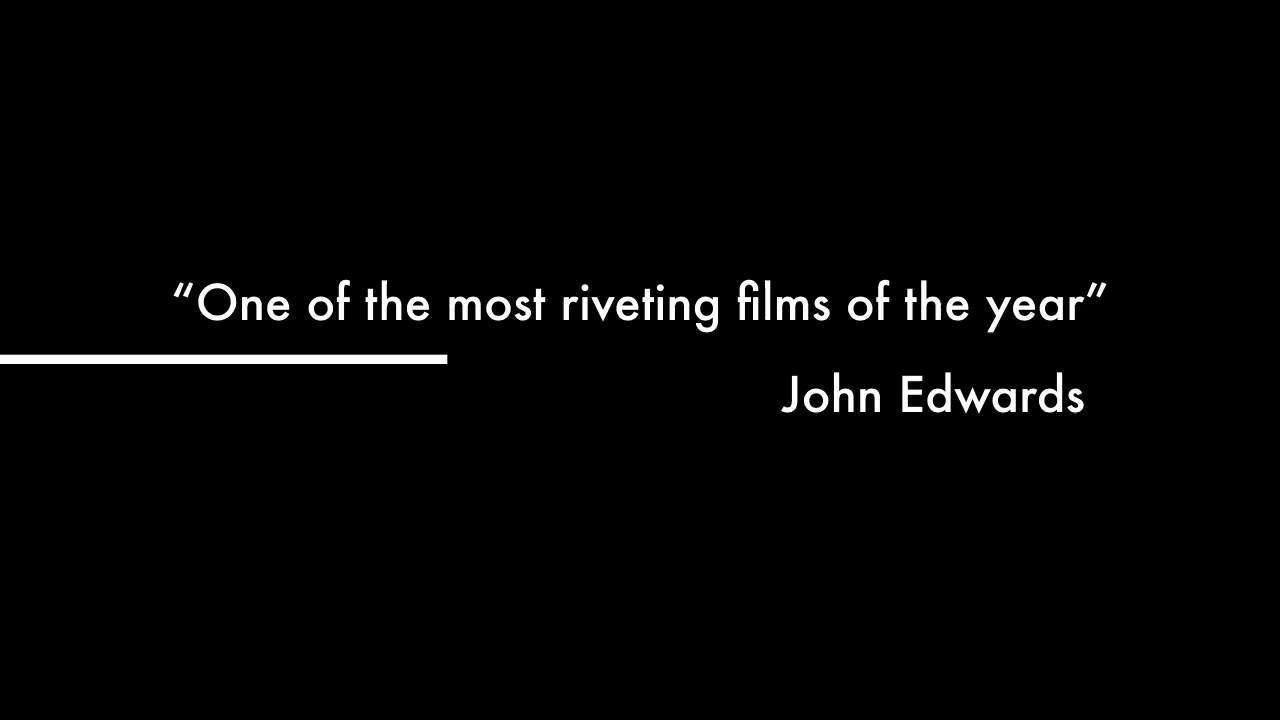 “One of the most riveting films of the year”
John Edwards